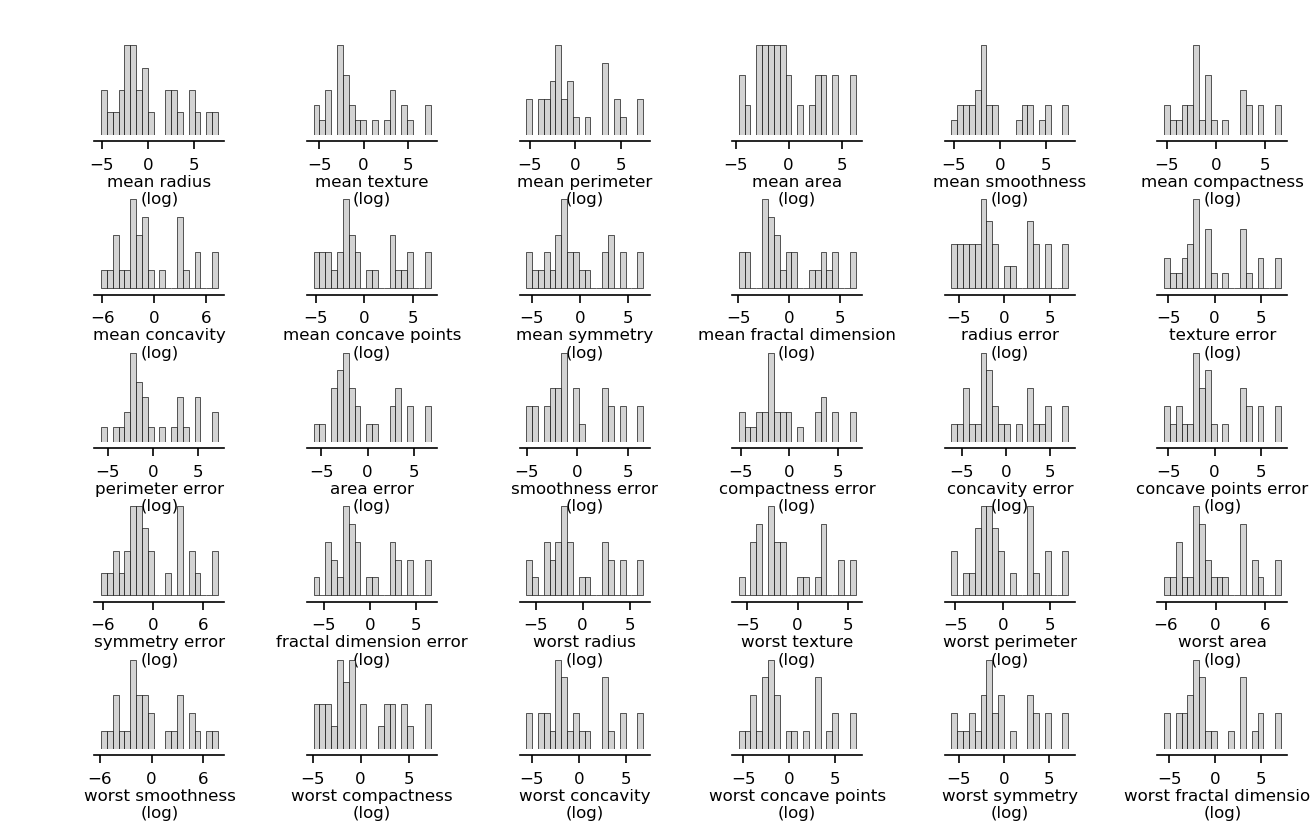 −5 0 5 −5 0 5 −5 0 5 −5 0 5 −5 0 5 −5 0 5
mean radius mean texture mean perimeter mean area mean smoothness mean compactness
(log) (log) (log) (log) (log) (log)
−6 0 6 −5 0 5 −5 0 5 −5 0 5 −5 0 5 −5 0 5
mean concavity mean concave points mean symmetry mean fractal dimension radius error texture error
(log) (log) (log) (log) (log) (log)
−5 0 5 −5 0 5 −5 0 5 −5 0 5 −5 0 5 −5 0 5
perimeter error area error smoothness error compactness error concavity error concave points error
(log) (log) (log) (log) (log) (log)
−6 0 6 −5 0 5 −5 0 5 −5 0 5 −5 0 5 −6 0 6
symmetry error fractal dimension error worst radius worst texture worst perimeter worst area
(log) (log) (log) (log) (log) (log)
−6 0 6 −5 0 5 −5 0 5 −5 0 5 −5 0 5 −5 0 5
worst smoothness worst compactness worst concavity worst concave points worst symmetry worst fractal dimensio
(log) (log) (log) (log) (log) (log)